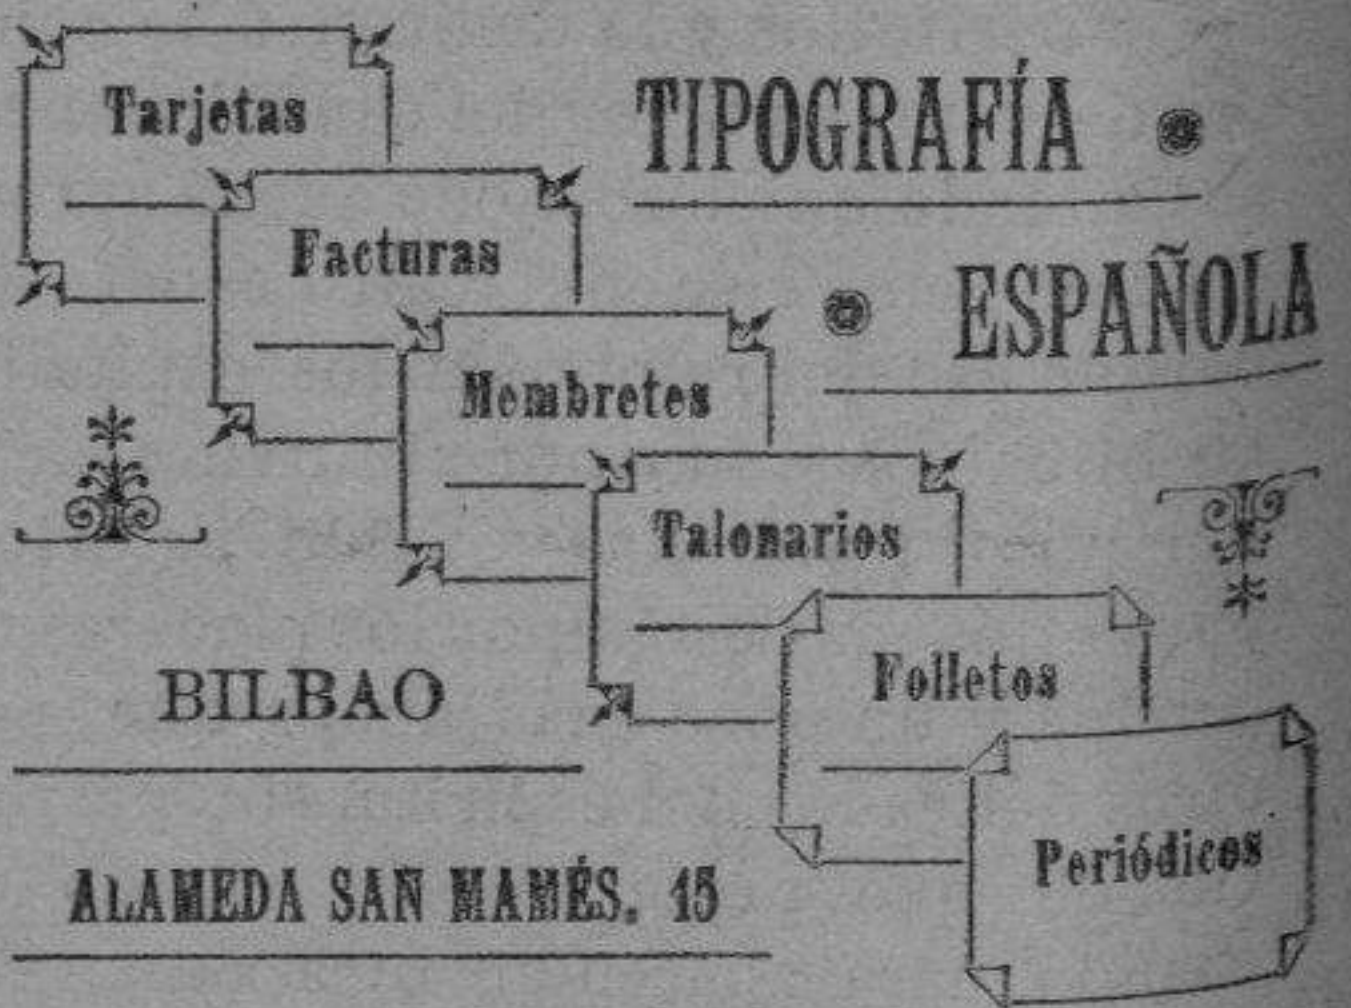 Tarjetas
TIPOGRAFÍA
Facturas
ESPAÑOLA
Membretes
Talonarios
Folletos
BILBAO
Periódicos
ALAMEDA SAN MAMÉS. 15